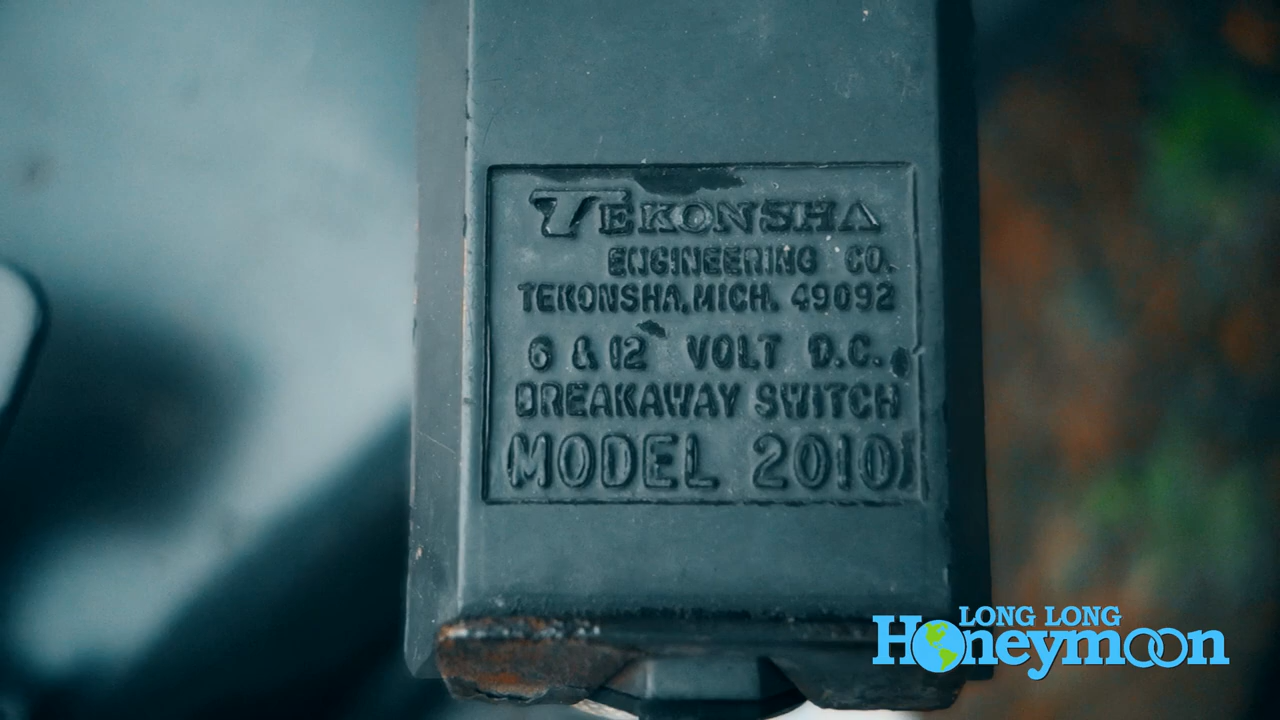 TEKONSHA
ENGINEERING CO.
TEKONSHA, MICH. 49092
6 & 12 VOLT D.C.
BREAKAWAY SWITCH
MODEL 2010
LONG LONG
Honeymoon